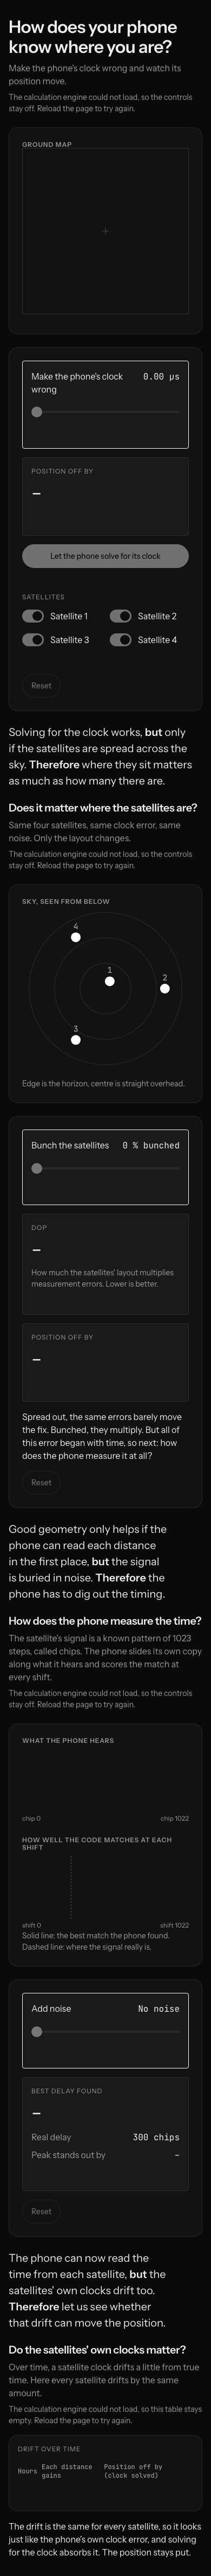 How does your phone
know where you are?
Make the phone's clock wrong and watch its
position move.
The calculation engine could not load, so the controls
stay off. Reload the page to try again.
GROUND MAP
Make the phone's clock
wrong
0.00 µs
POSITION OFF BY
–
Let the phone solve for its clock
SATELLITES
Satellite 1
Satellite 2
Satellite 3
Satellite 4
Reset
Solving for the clock works, but only
if the satellites are spread across the
sky. Therefore where they sit matters
as much as how many there are.
Does it matter where the satellites are?
Same four satellites, same clock error, same
noise. Only the layout changes.
The calculation engine could not load, so the controls
stay off. Reload the page to try again.
SKY, SEEN FROM BELOW
4
1
2
3
Edge is the horizon, centre is straight overhead.
Bunch the satellites
0 % bunched
DOP
–
How much the satellites' layout multiplies
measurement errors. Lower is better.
POSITION OFF BY
–
Spread out, the same errors barely move
the fix. Bunched, they multiply. But all of
this error began with time, so next: how
does the phone measure it at all?
Reset
Good geometry only helps if the
phone can read each distance
in the first place, but the signal
is buried in noise. Therefore the
phone has to dig out the timing.
How does the phone measure the time?
The satellite's signal is a known pattern of 1023
steps, called chips. The phone slides its own copy
along what it hears and scores the match at
every shift.
The calculation engine could not load, so the controls
stay off. Reload the page to try again.
WHAT THE PHONE HEARS
chip 0
chip 1022
HOW WELL THE CODE MATCHES AT EACH
SHIFT
shift 0
shift 1022
Solid line: the best match the phone found.
Dashed line: where the signal really is.
Add noise
No noise
BEST DELAY FOUND
–
Real delay
300 chips
Peak stands out by
–
Reset
The phone can now read the
time from each satellite, but the
satellites' own clocks drift too.
Therefore let us see whether
that drift can move the position.
Do the satellites' own clocks matter?
Over time, a satellite clock drifts a little from true
time. Here every satellite drifts by the same
amount.
The calculation engine could not load, so this table stays
empty. Reload the page to try again.
DRIFT OVER TIME
Hours
Each distance
gains
Position off by
(clock solved)
The drift is the same for every satellite, so it looks
just like the phone's own clock error, and solving
for the clock absorbs it. The position stays put.